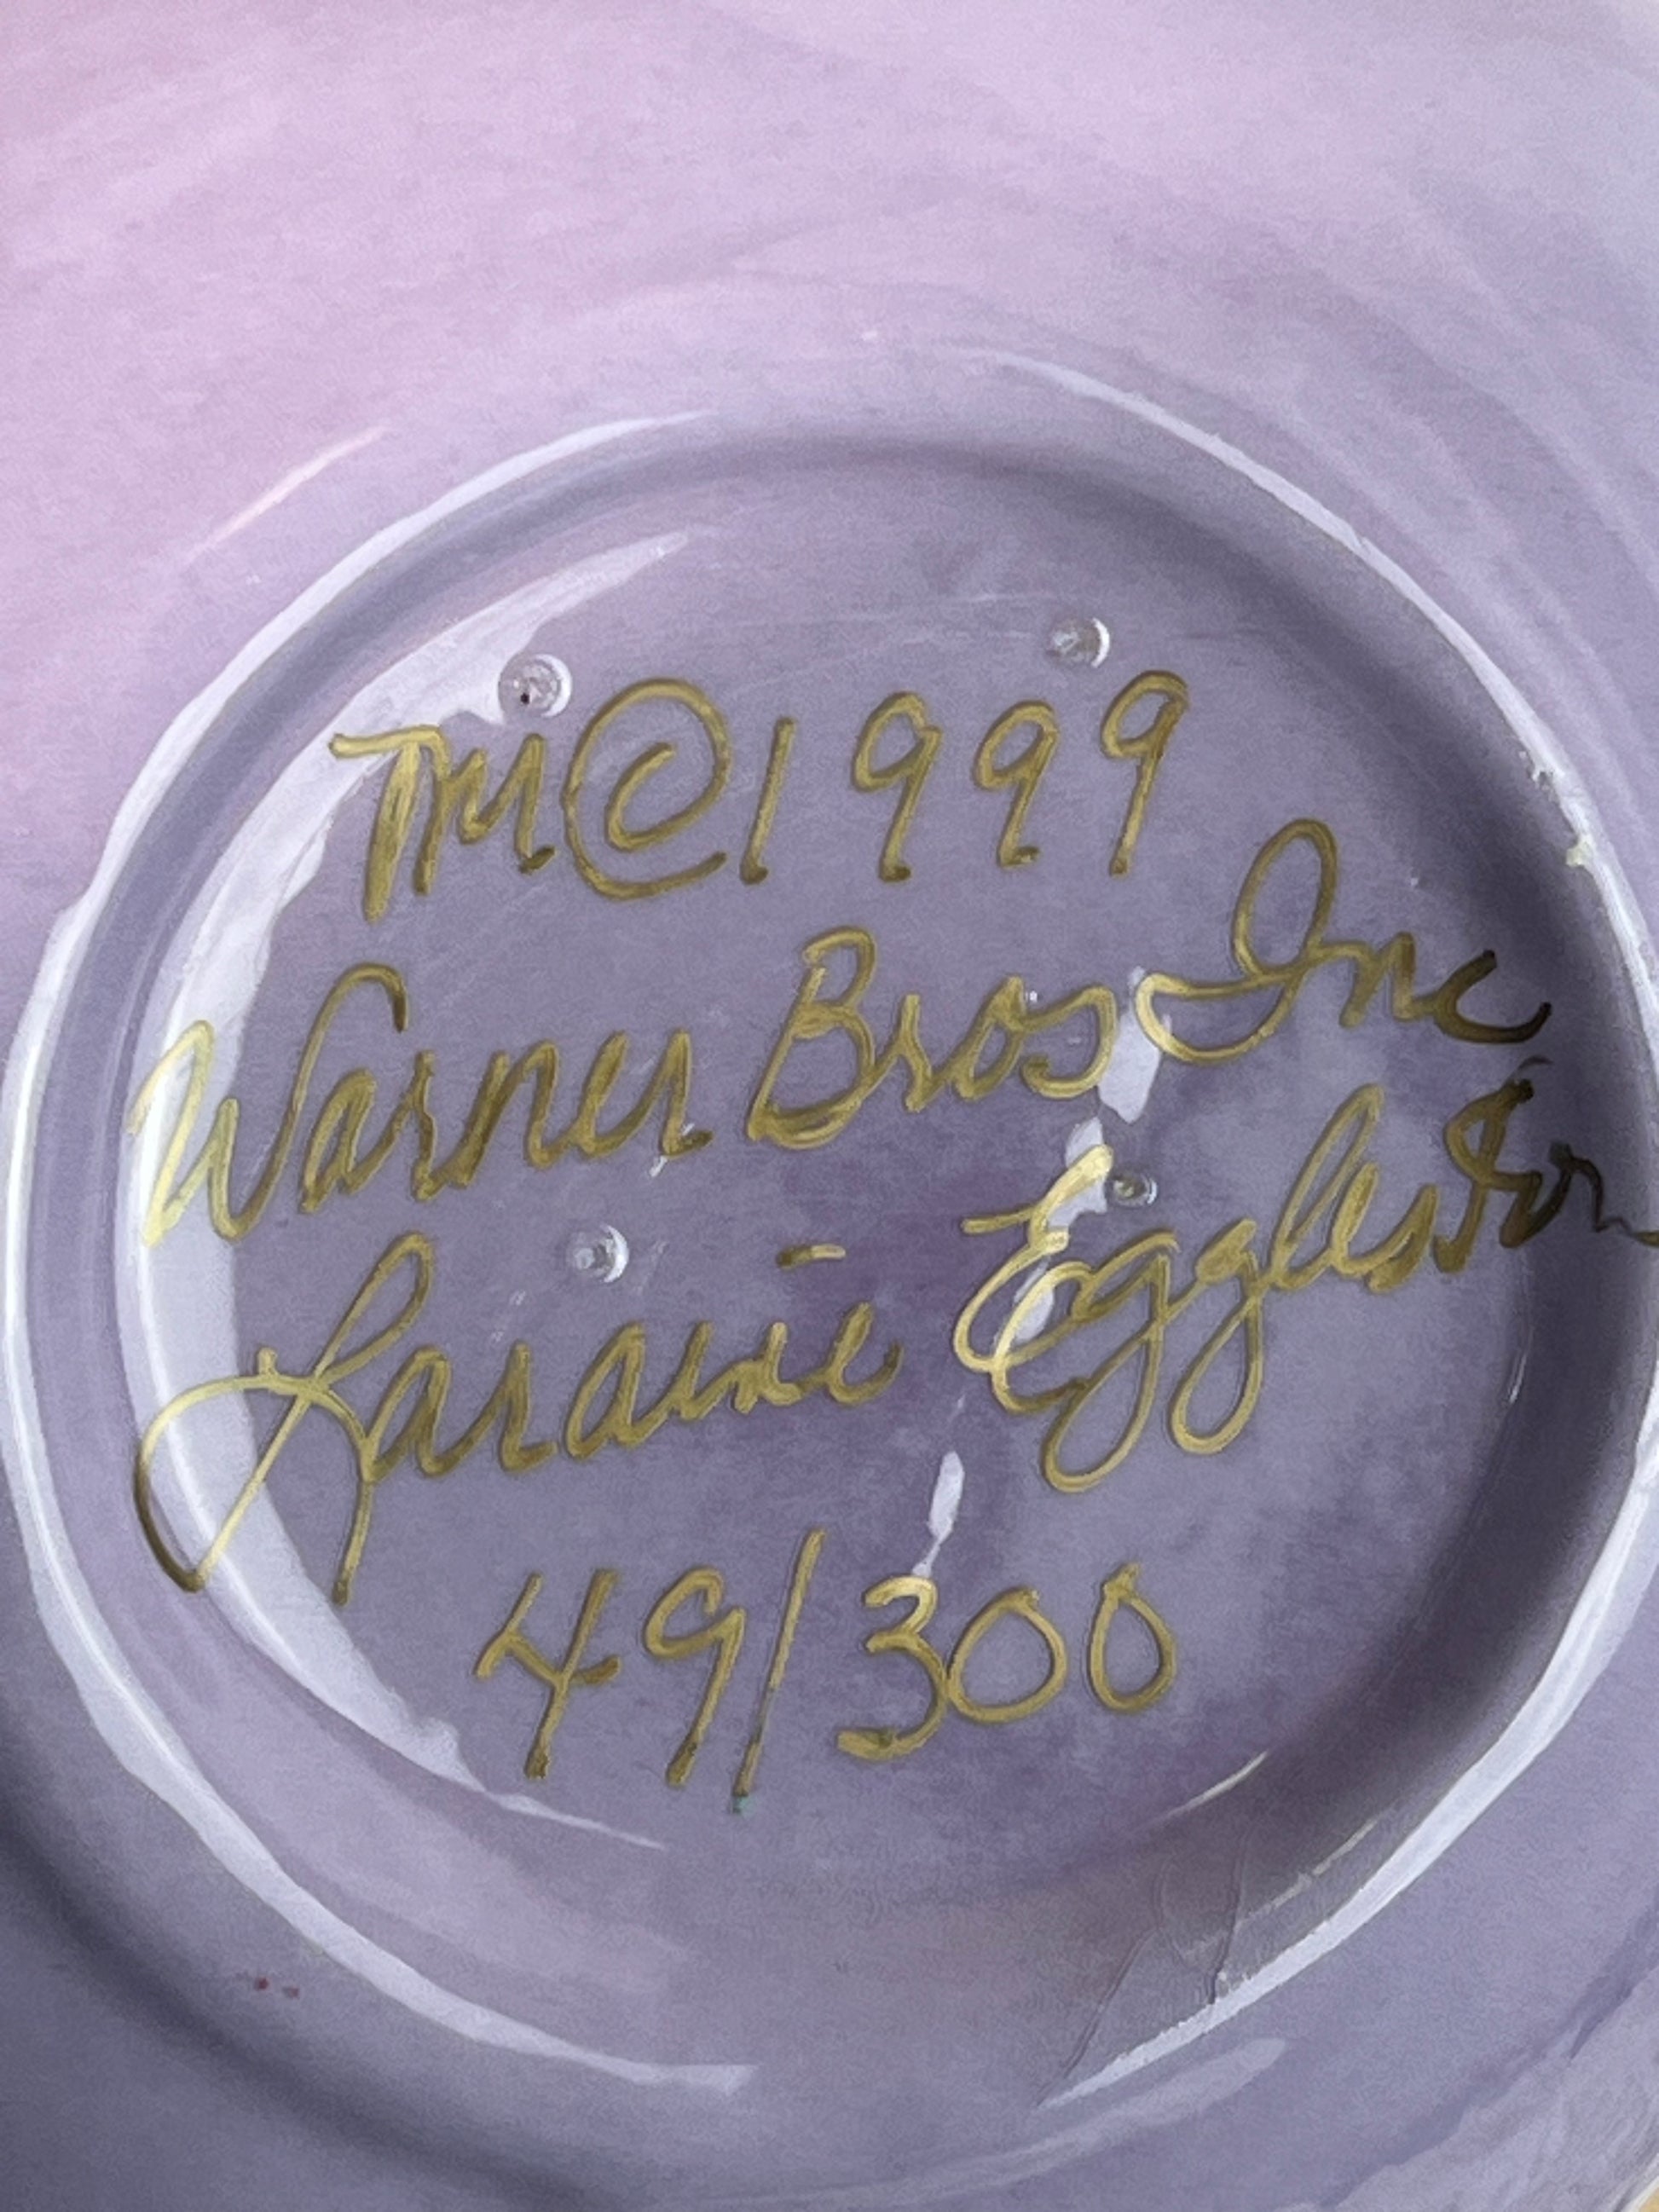 TM©1999
Warner Bros Inc
Laraine Eggleston
49/300